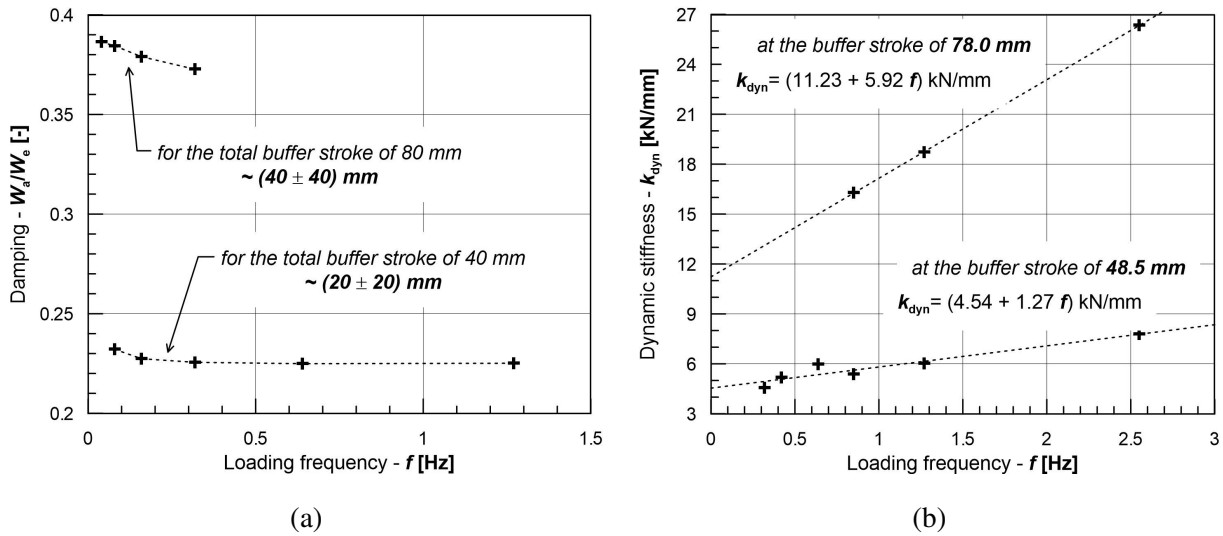 0.4
0.35
0.3
0.25
0.2
Damping - Wa/We [-]
for the total buffer stroke of 80 mm
~ (40 ± 40) mm
for the total buffer stroke of 40 mm
~ (20 ± 20) mm
0 0.5 1 1.5
Loading frequency - f [Hz]
(a)
27
24
21
18
15
12
9
6
3
Dynamic stiffness - kdyn [kN/mm]
at the buffer stroke of 78.0 mm
kdyn= (11.23 + 5.92 f) kN/mm
at the buffer stroke of 48.5 mm
kdyn= (4.54 + 1.27 f) kN/mm
0 0.5 1 1.5 2 2.5 3
Loading frequency - f [Hz]
(b)